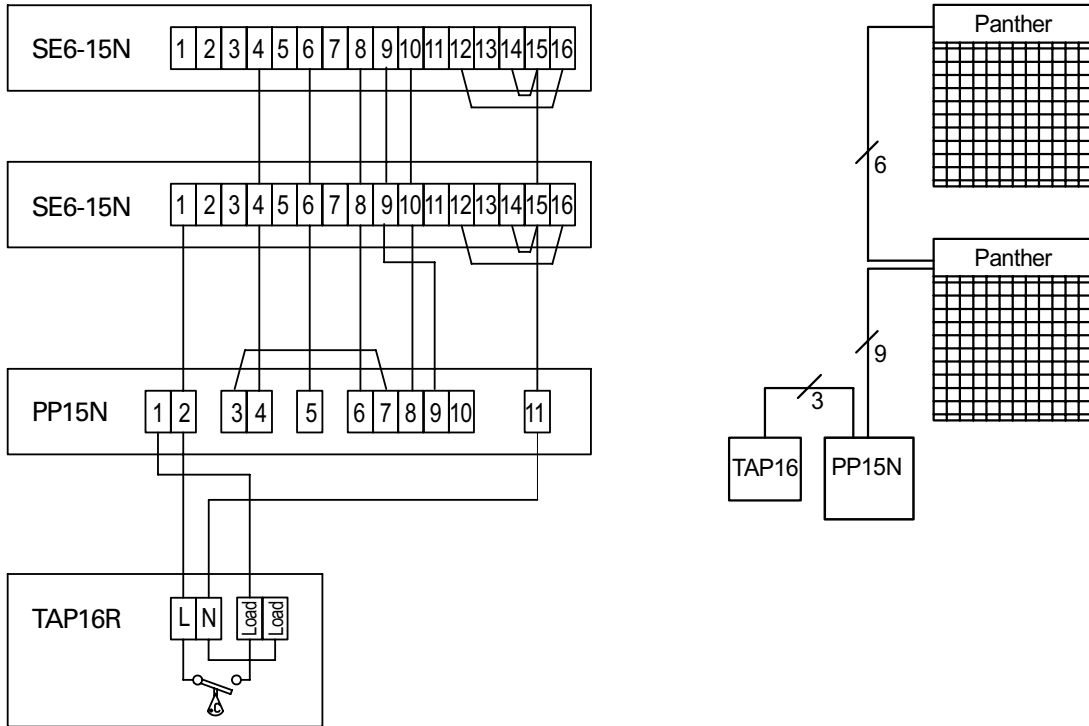 SE6-15N 1 2 3 4 5 6 7 8 9 10 11 12 13 14 15 16
SE6-15N 1 2 3 4 5 6 7 8 9 10 11 12 13 14 15 16
PP15N 1 2 3 4 5 6 7 8 9 10 11
TAP16R L N Load Load
°C
Panther
6
Panther
9
3
TAP16 PP15N